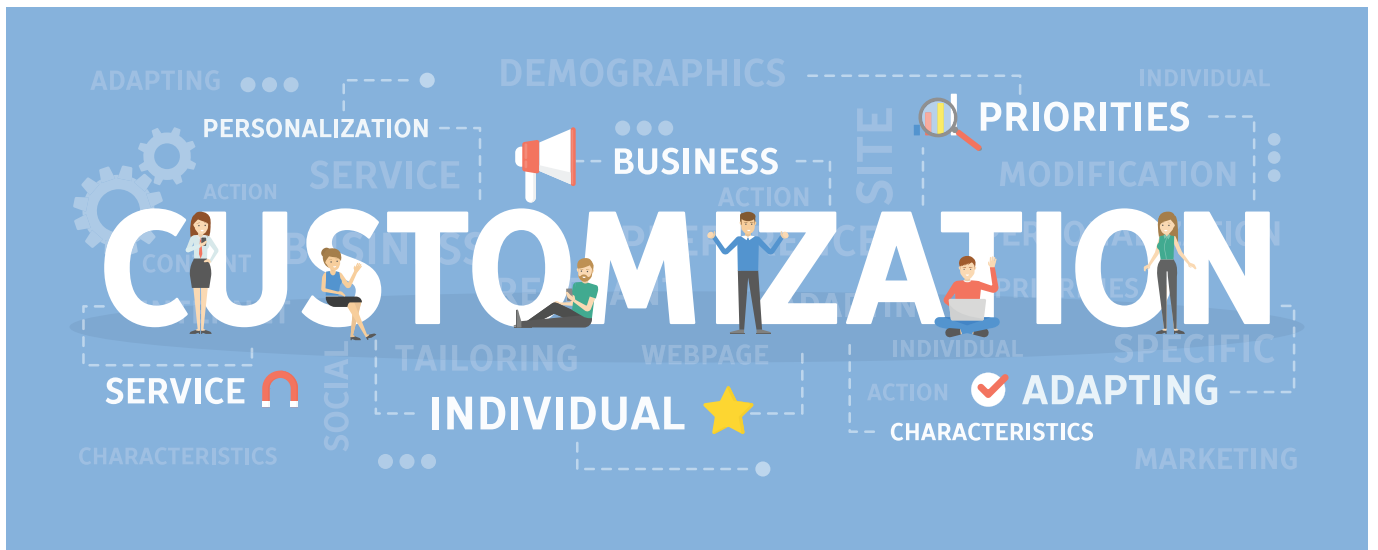 ADAPTING
DEMOGRAPHICS
INDIVIDUAL
PERSONALIZATION
PRIORITIES
SITE
BUSINESS
SERVICE
MODIFICATION
ACTION
ACTION
CUSTOMIZATION
BUSINESS
SOCIAL
TAILORING
WEBPAGE
INDIVIDUAL
SPECIFIC
SERVICE
INDIVIDUAL
ACTION
ADAPTING
CHARACTERISTICS
CHARACTERISTICS
MARKETING